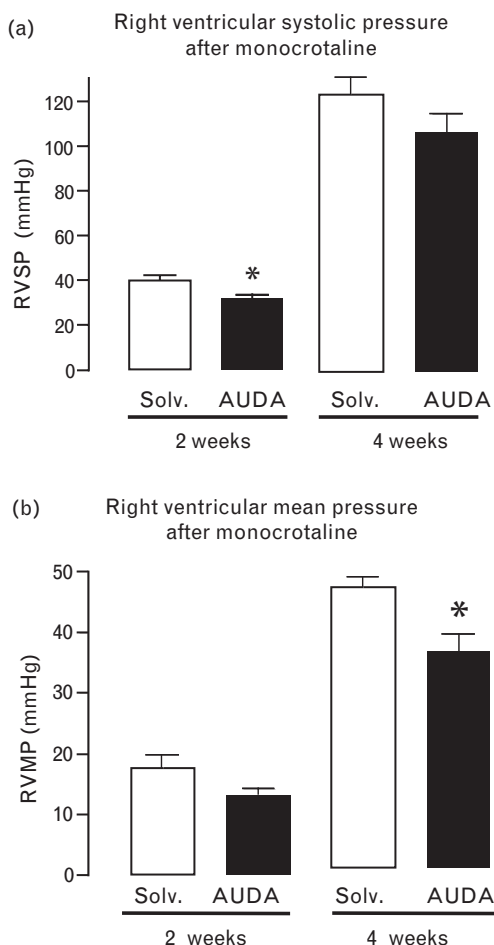 (a)
Right ventricular systolic pressure
after monocrotaline
RVSP (mmHg)
120
100
80
60
40
20
0
*
Solv. AUDA Solv. AUDA
2 weeks 4 weeks
(b)
Right ventricular mean pressure
after monocrotaline
RVMP (mmHg)
50
40
30
20
10
0
*
Solv. AUDA Solv. AUDA
2 weeks 4 weeks